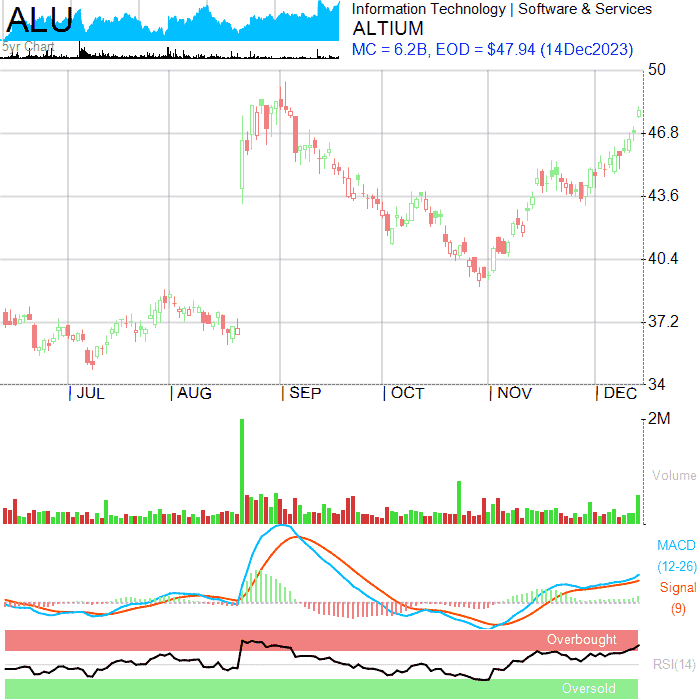 ALU
5yr Chart
Information Technology | Software & Services
ALTIUM
MC = 6.2B, EOD = $47.94 (14Dec2023)
50
46.8
43.6
40.4
37.2
34
| JUL | AUG | SEP | OCT | NOV | DEC
2M
Volume
MACD
(12-26)
Signal
(9)
Overbought
RSI(14)
Oversold